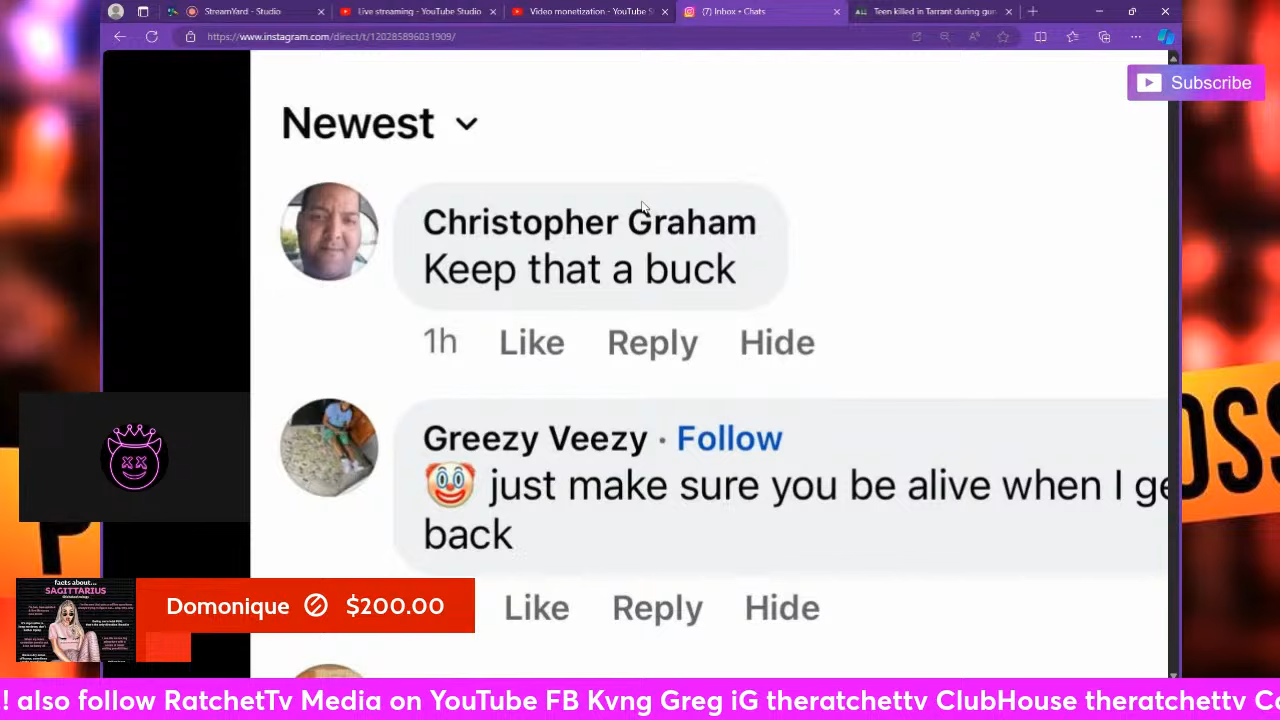 StreamYard - Studio
Live streaming - YouTube Studio
Video monetization - YouTube S
(7) Inbox • Chats
Teen killed in Tarrant during gun
https://www.instagram.com/direct/t/120285896031909/
Subscribe
Newest
Christopher Graham
Keep that a buck
1h Like Reply Hide
Greezy Veezy · Follow
🤡 just make sure you be alive when I ge
back
Like Reply Hide
facts about...
SAGITTARIUS
Domonique $200.00
! also follow RatchetTv Media on YouTube FB Kvng Greg iG theratchettv ClubHouse theratchettv Ca